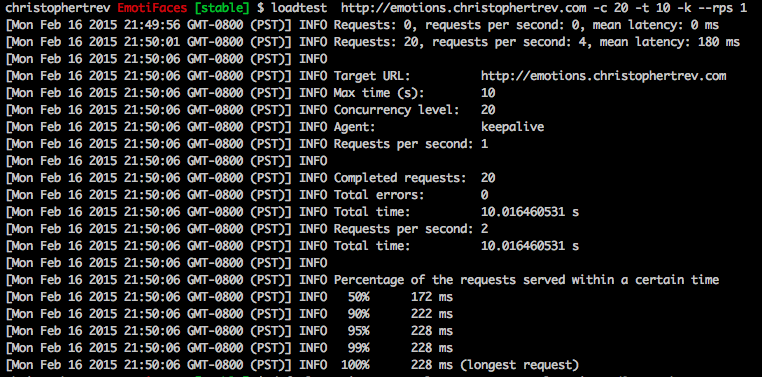 christophertrev EmotiFaces [stable] $ loadtest  http://emotions.christophertrev.com -c 20 -t 10 -k --rps 1
[Mon Feb 16 2015 21:49:56 GMT-0800 (PST)] INFO Requests: 0, requests per second: 0, mean latency: 0 ms
[Mon Feb 16 2015 21:50:01 GMT-0800 (PST)] INFO Requests: 20, requests per second: 4, mean latency: 180 ms
[Mon Feb 16 2015 21:50:06 GMT-0800 (PST)] INFO
[Mon Feb 16 2015 21:50:06 GMT-0800 (PST)] INFO Target URL:          http://emotions.christophertrev.com
[Mon Feb 16 2015 21:50:06 GMT-0800 (PST)] INFO Max time (s):        10
[Mon Feb 16 2015 21:50:06 GMT-0800 (PST)] INFO Concurrency level:   20
[Mon Feb 16 2015 21:50:06 GMT-0800 (PST)] INFO Agent:               keepalive
[Mon Feb 16 2015 21:50:06 GMT-0800 (PST)] INFO Requests per second: 1
[Mon Feb 16 2015 21:50:06 GMT-0800 (PST)] INFO
[Mon Feb 16 2015 21:50:06 GMT-0800 (PST)] INFO Completed requests:  20
[Mon Feb 16 2015 21:50:06 GMT-0800 (PST)] INFO Total errors:        0
[Mon Feb 16 2015 21:50:06 GMT-0800 (PST)] INFO Total time:          10.016460531 s
[Mon Feb 16 2015 21:50:06 GMT-0800 (PST)] INFO Requests per second: 2
[Mon Feb 16 2015 21:50:06 GMT-0800 (PST)] INFO Total time:          10.016460531 s
[Mon Feb 16 2015 21:50:06 GMT-0800 (PST)] INFO
[Mon Feb 16 2015 21:50:06 GMT-0800 (PST)] INFO Percentage of the requests served within a certain time
[Mon Feb 16 2015 21:50:06 GMT-0800 (PST)] INFO   50%      172 ms
[Mon Feb 16 2015 21:50:06 GMT-0800 (PST)] INFO   90%      222 ms
[Mon Feb 16 2015 21:50:06 GMT-0800 (PST)] INFO   95%      228 ms
[Mon Feb 16 2015 21:50:06 GMT-0800 (PST)] INFO   99%      228 ms
[Mon Feb 16 2015 21:50:06 GMT-0800 (PST)] INFO  100%      228 ms (longest request)